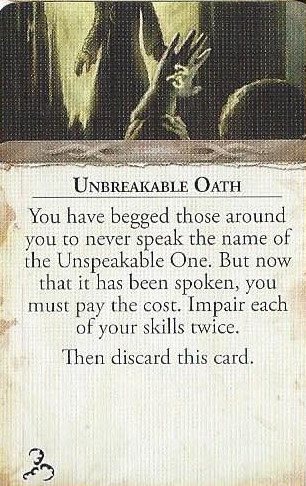 Unbreakable Oath
You have begged those around
you to never speak the name of
the Unspeakable One. But now
that it has been spoken, you
must pay the cost. Impair each
of your skills twice.
Then discard this card.